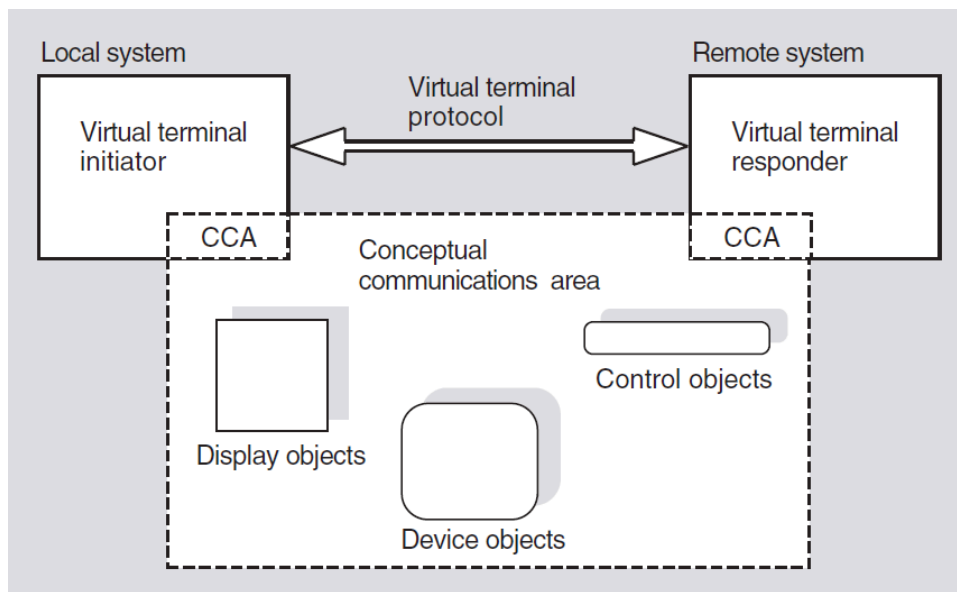 Local system
Remote system
Virtual terminal
protocol
Virtual terminal
initiator
Virtual terminal
responder
CCA
CCA
Conceptual
communications area
Control objects
Display objects
Device objects